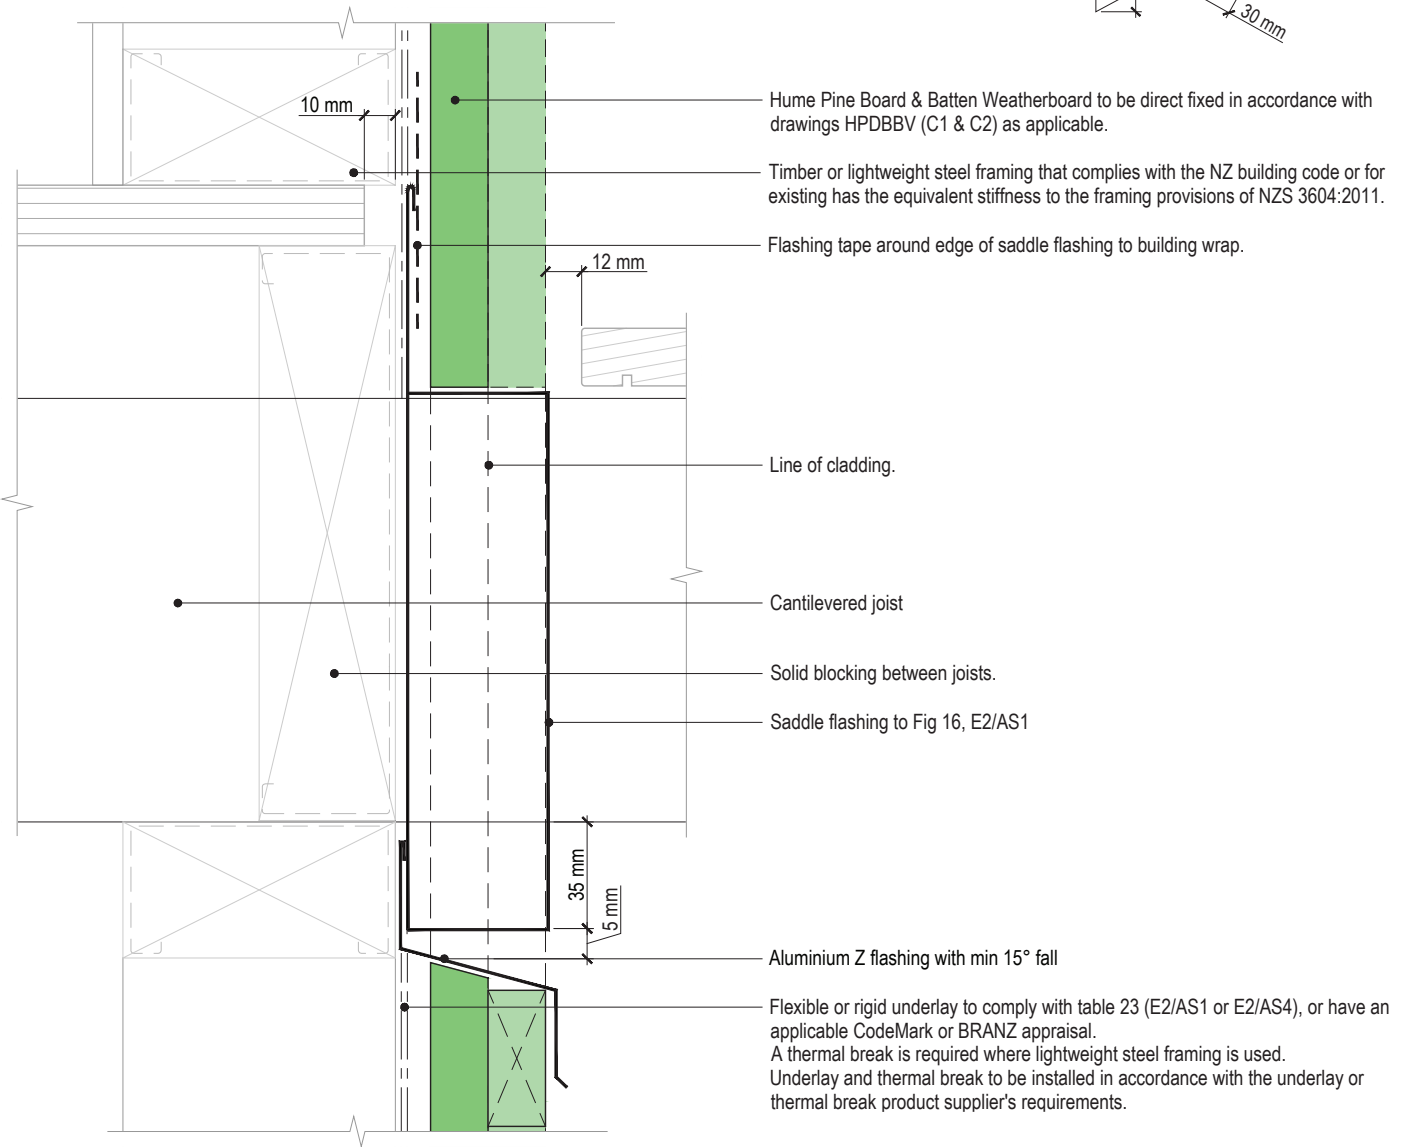 30 mm
Hume Pine Board & Batten Weatherboard to be direct fixed in accordance with
drawings HPDBBV (C1 & C2) as applicable.
10 mm
Timber or lightweight steel framing that complies with the NZ building code or for
existing has the equivalent stiffness to the framing provisions of NZS 3604:2011.
Flashing tape around edge of saddle flashing to building wrap.
12 mm
Line of cladding.
Cantilevered joist
Solid blocking between joists.
Saddle flashing to Fig 16, E2/AS1
35 mm
5 mm
Aluminium Z flashing with min 15° fall
Flexible or rigid underlay to comply with table 23 (E2/AS1 or E2/AS4), or have an
applicable CodeMark or BRANZ appraisal.
A thermal break is required where lightweight steel framing is used.
Underlay and thermal break to be installed in accordance with the underlay or
thermal break product supplier's requirements.